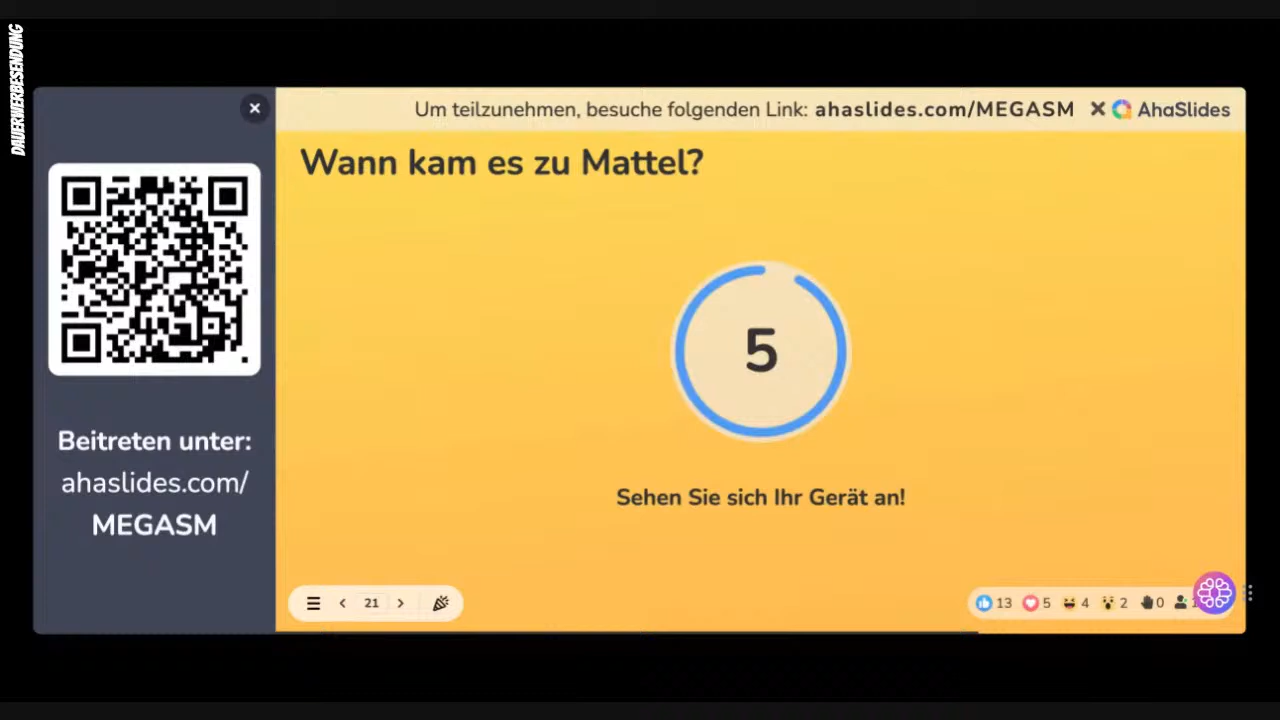 DAUERWERBESENDUNG
Um teilzunehmen, besuche folgenden Link: ahaslides.com/MEGASM
AhaSlides
Wann kam es zu Mattel?
5
Sehen Sie sich Ihr Gerät an!
Beitreten unter:
ahaslides.com/
MEGASM
21
13 5 4 2 0